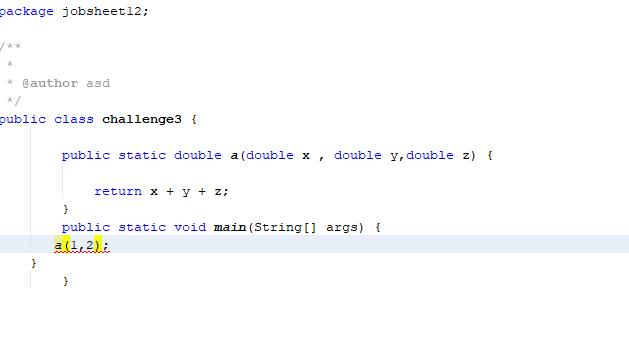 package jobsheet12;
/**
*
* @author asd
*/
public class challenge3 {
public static double a(double x , double y,double z) {
return x + y + z;
}
public static void main(String[] args) {
a(1,2);
}
}